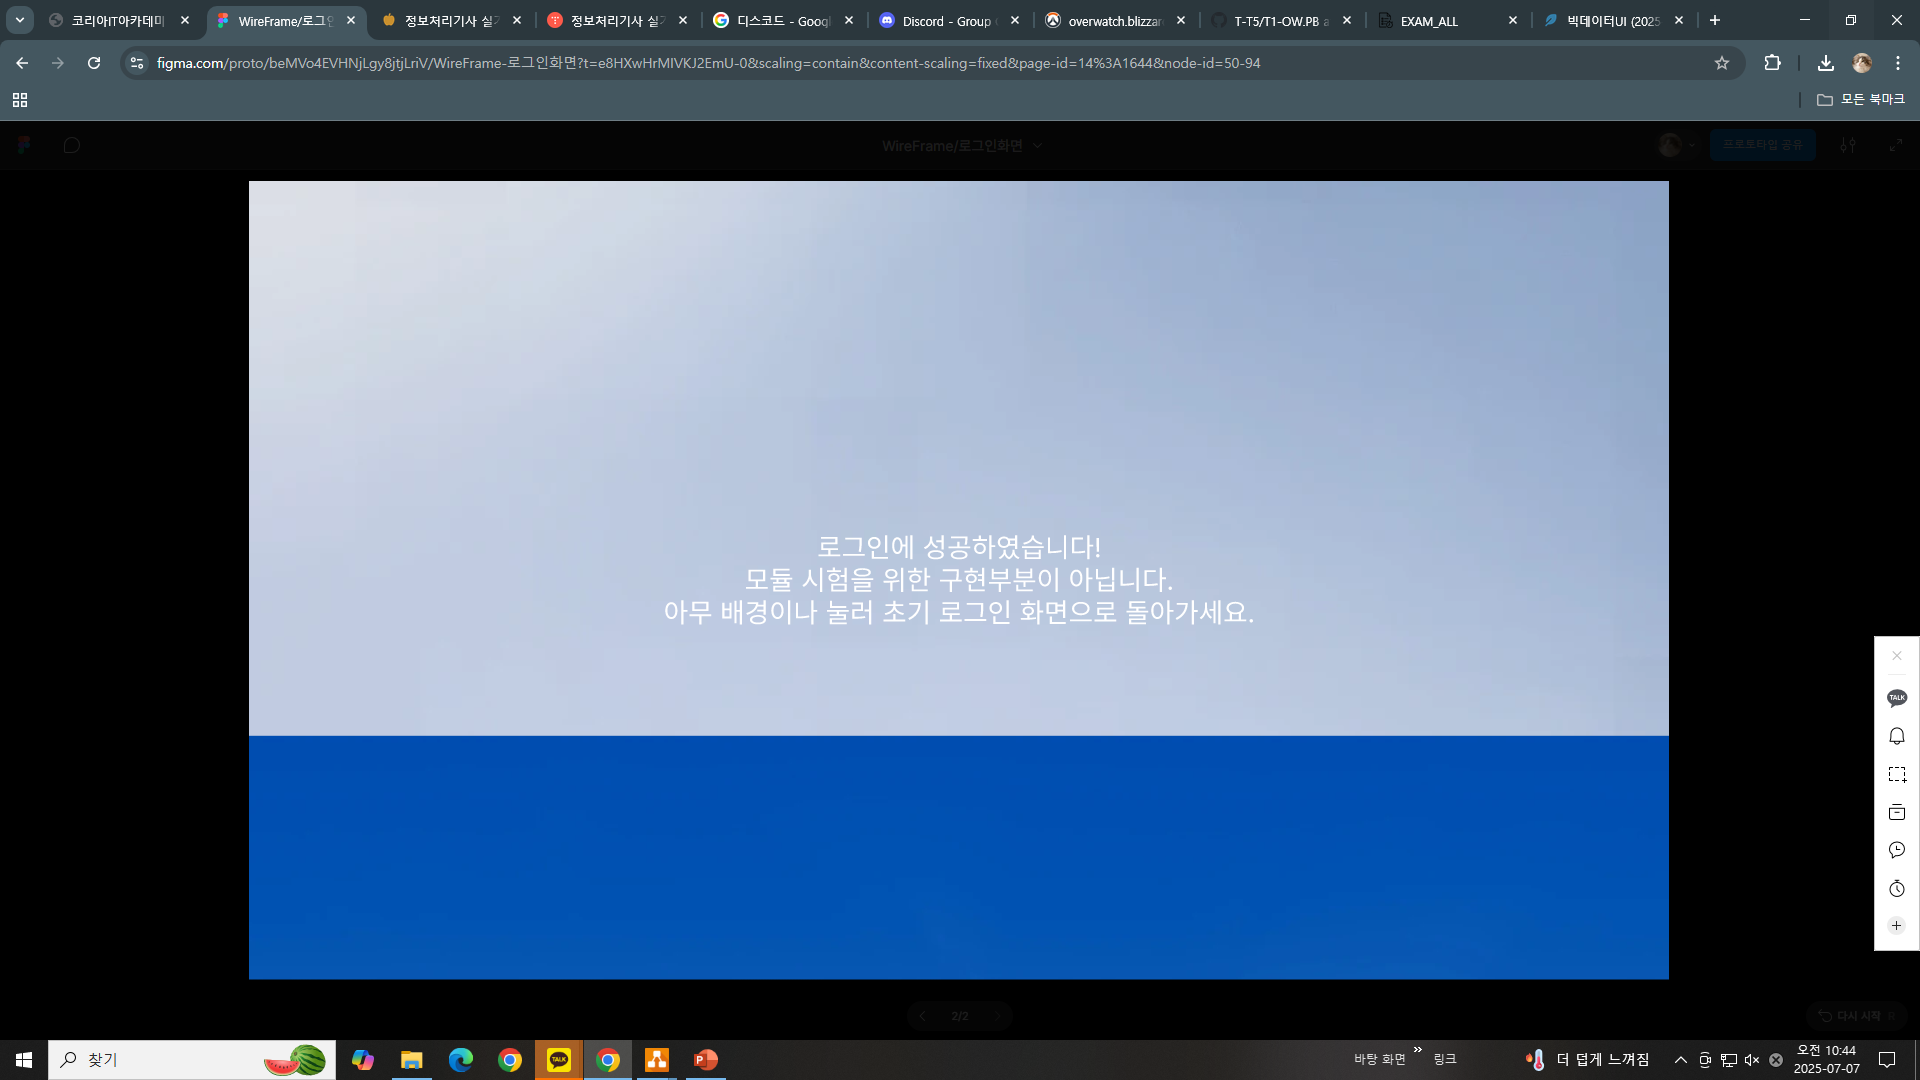 코리아IT아카데미
WireFrame/로그인
정보처리기사 실기
정보처리기사 실기
디스코드 - Goog
Discord - Group
overwatch.blizzar
T-T5/T1-OW.PB a
EXAM_ALL
빅데이터UI (2025
figma.com/proto/beMVo4EVHNjLgy8jtjLriV/WireFrame-로그인화면?t=e8HXwHrMlVKJ2EmU-0&scaling=contain&content-scaling=fixed&page-id=14%3A1644&node-id=50-94
모든 북마크
WireFrame/로그인화면
프로토타입 공유
로그인에 성공하였습니다!
모듈 시험을 위한 구현부분이 아닙니다.
아무 배경이나 눌러 초기 로그인 화면으로 돌아가세요.
TALK
2/2
다시 시작 R
찾기
TALK
바탕 화면
링크
더 덥게 느껴짐
오전 10:44
2025-07-07